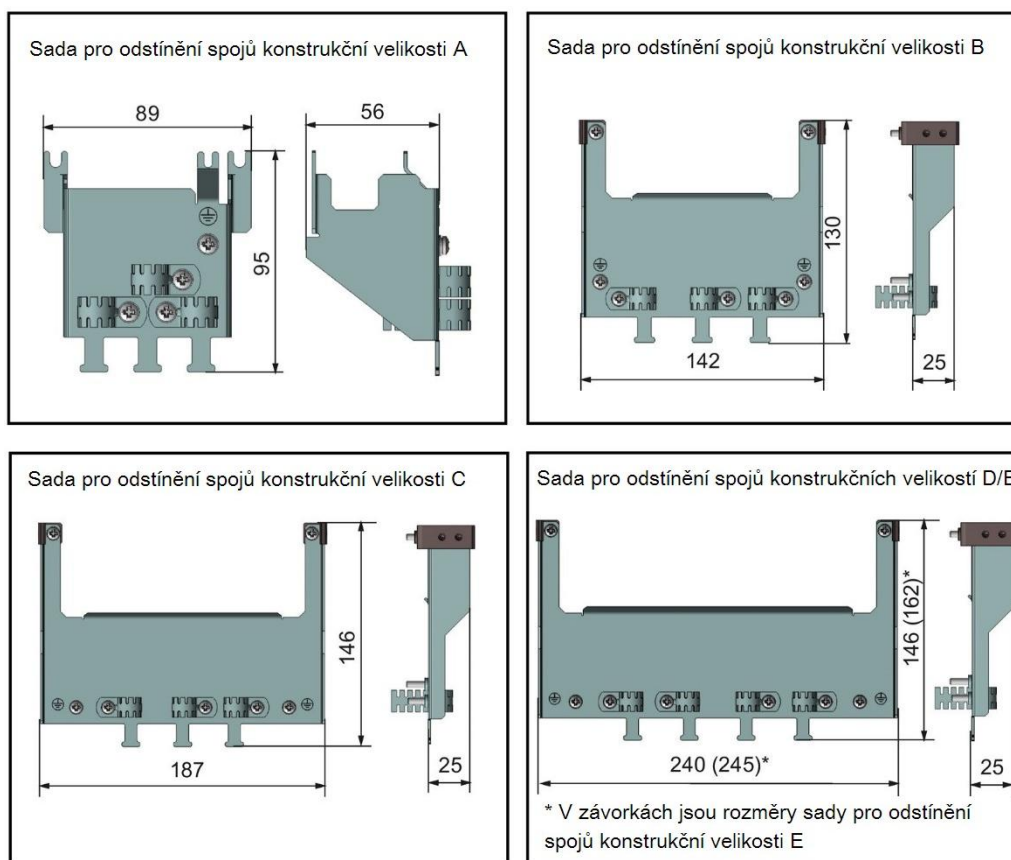 Sada pro odstínění spojů konstrukční velikosti A
89
56
95
Sada pro odstínění spojů konstrukční velikosti B
130
142
25
Sada pro odstínění spojů konstrukční velikosti C
146
187
25
Sada pro odstínění spojů konstrukčních velikostí D/E
146 (162)*
240 (245)*
25
* V závorkách jsou rozměry sady pro odstínění
spojů konstrukční velikosti E